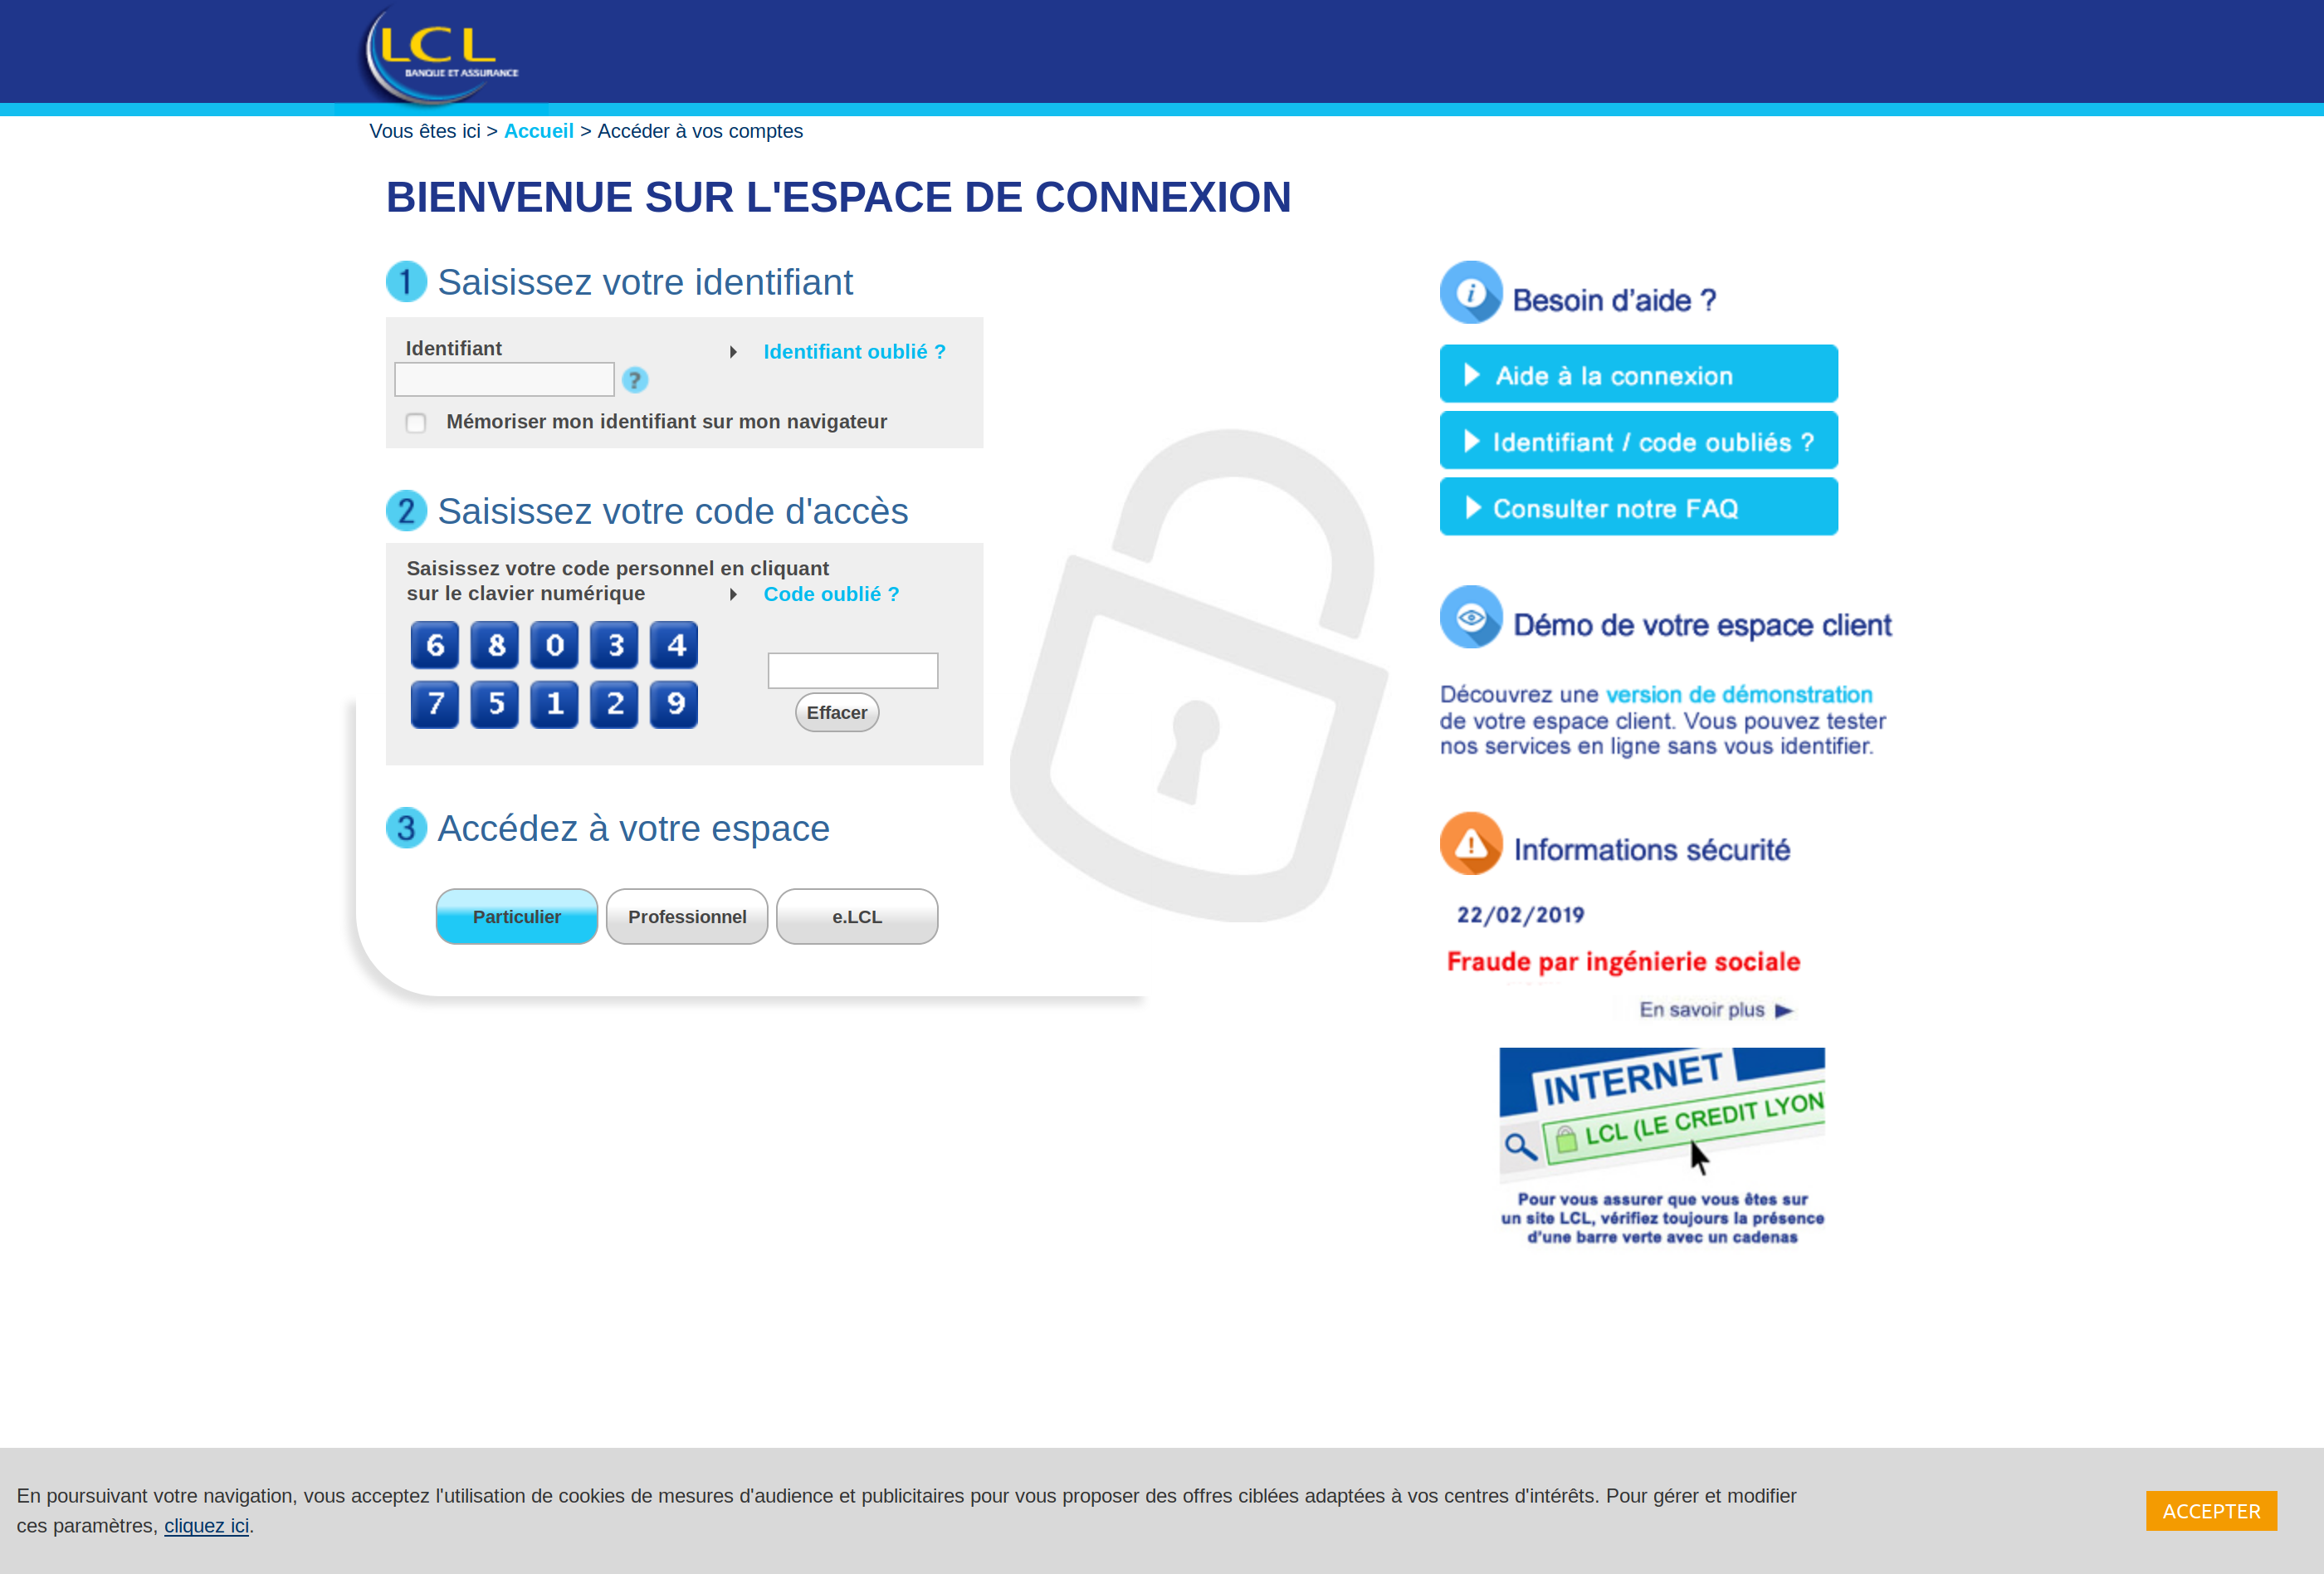 LCL
BANQUE ET ASSURANCE
Vous êtes ici > Accueil > Accéder à vos comptes
BIENVENUE SUR L'ESPACE DE CONNEXION
1 Saisissez votre identifiant
Identifiant
Identifiant oublié ?
?
Mémoriser mon identifiant sur mon navigateur
2 Saisissez votre code d'accès
Saisissez votre code personnel en cliquant
sur le clavier numérique
Code oublié ?
6 8 0 3 4
7 5 1 2 9
Effacer
3 Accédez à votre espace
Particulier
Professionnel
e.LCL
i Besoin d'aide ?
Aide à la connexion
Identifiant / code oubliés ?
Consulter notre FAQ
Démo de votre espace client
Découvrez une version de démonstration
de votre espace client. Vous pouvez tester
nos services en ligne sans vous identifier.
! Informations sécurité
22/02/2019
Fraude par ingénierie sociale
En savoir plus
INTERNET
LCL (LE CREDIT LYON
Pour vous assurer que vous êtes sur
un site LCL, vérifiez toujours la présence
d'une barre verte avec un cadenas
En poursuivant votre navigation, vous acceptez l'utilisation de cookies de mesures d'audience et publicitaires pour vous proposer des offres ciblées adaptées à vos centres d'intérêts. Pour gérer et modifier
ces paramètres, cliquez ici.
ACCEPTER